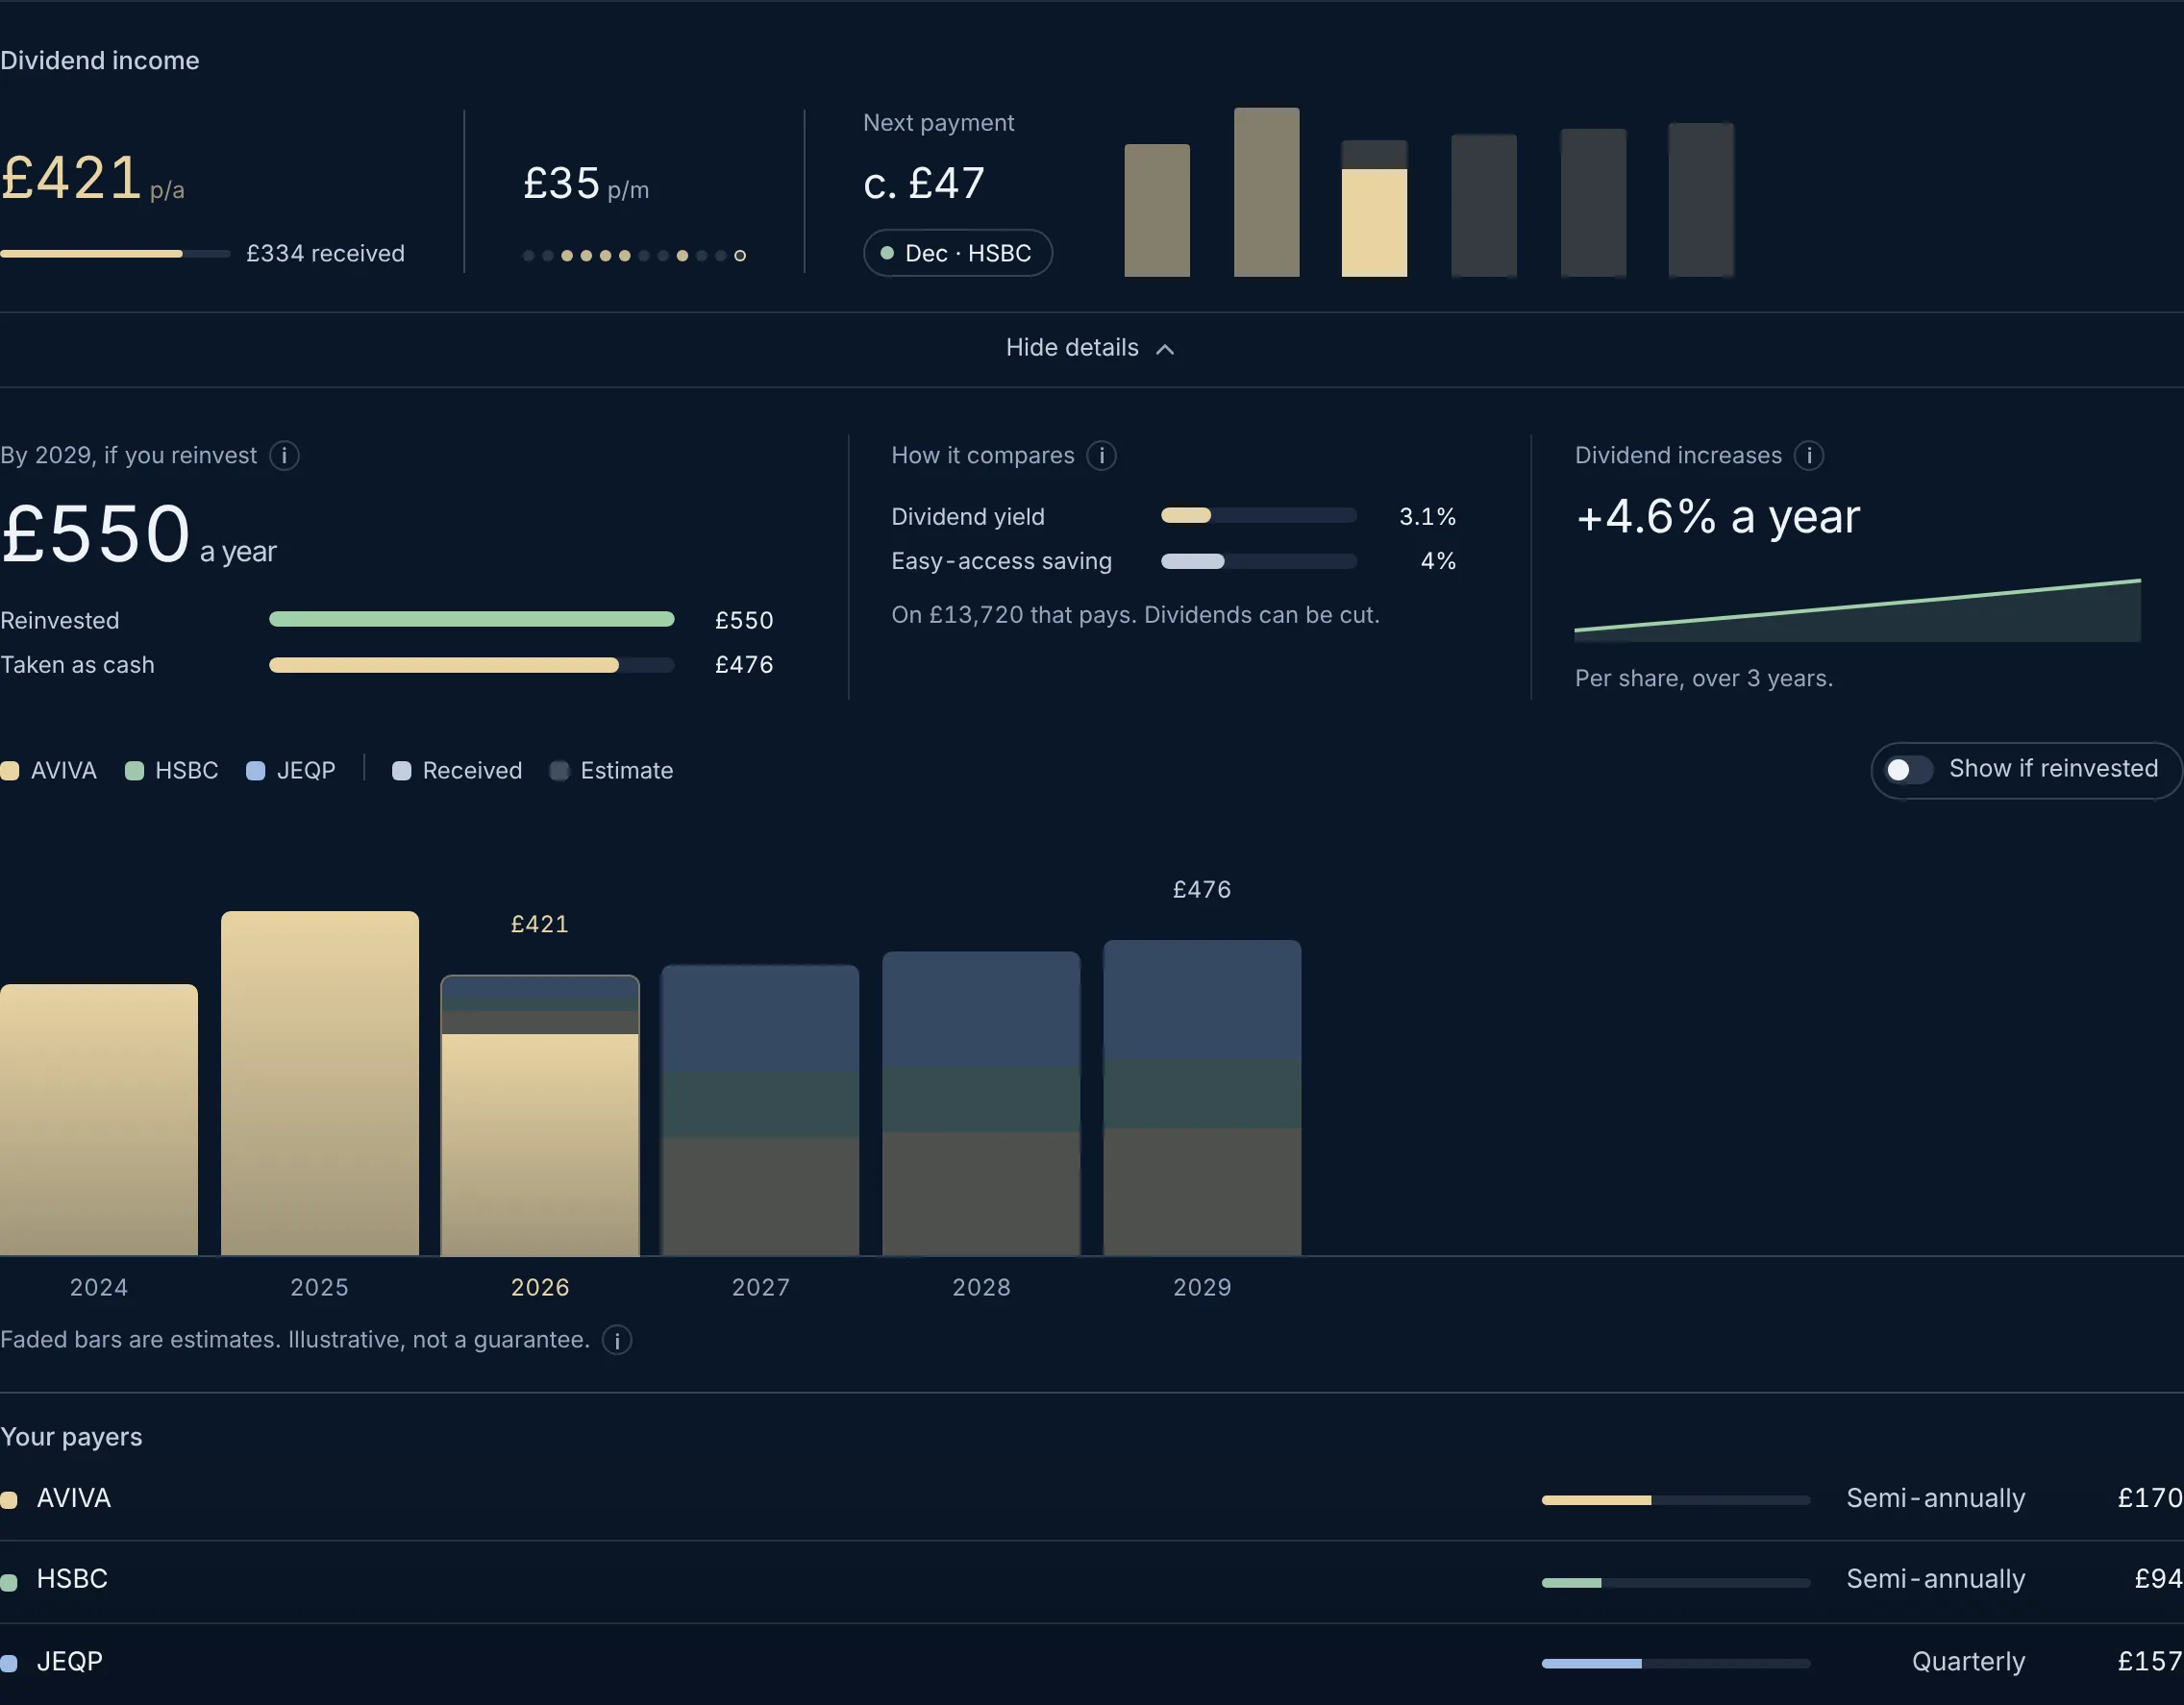 Dividend income
£421 p/a
£334 received
£35 p/m
Next payment
c. £47
Dec · HSBC
Hide details
By 2029, if you reinvest i
£550 a year
Reinvested £550
Taken as cash £476
How it compares i
Dividend yield 3.1%
Easy-access saving 4%
On £13,720 that pays. Dividends can be cut.
Dividend increases i
+4.6% a year
Per share, over 3 years.
AVIVA HSBC JEQP Received Estimate
Show if reinvested
£421
£476
2024 2025 2026 2027 2028 2029
Faded bars are estimates. Illustrative, not a guarantee. i
Your payers
AVIVA Semi-annually £170
HSBC Semi-annually £94
JEQP Quarterly £157